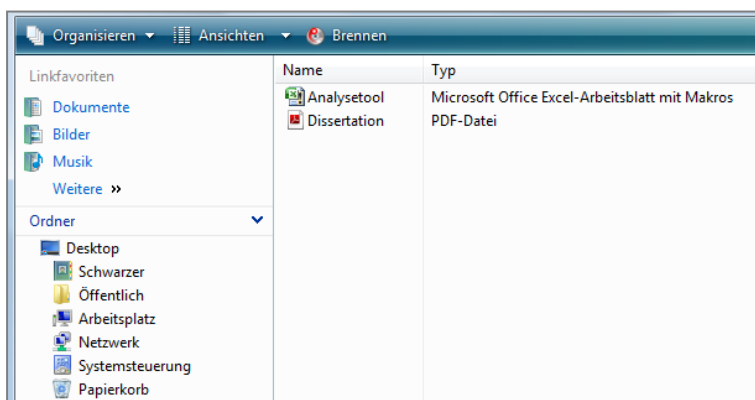 Organisieren Ansichten Brennen
Linkfavoriten
Dokumente
Bilder
Musik
Weitere »
Ordner
Desktop
Schwarzer
Öffentlich
Arbeitsplatz
Netzwerk
Systemsteuerung
Papierkorb
Name Typ
Analysetool Microsoft Office Excel-Arbeitsblatt mit Makros
Dissertation PDF-Datei